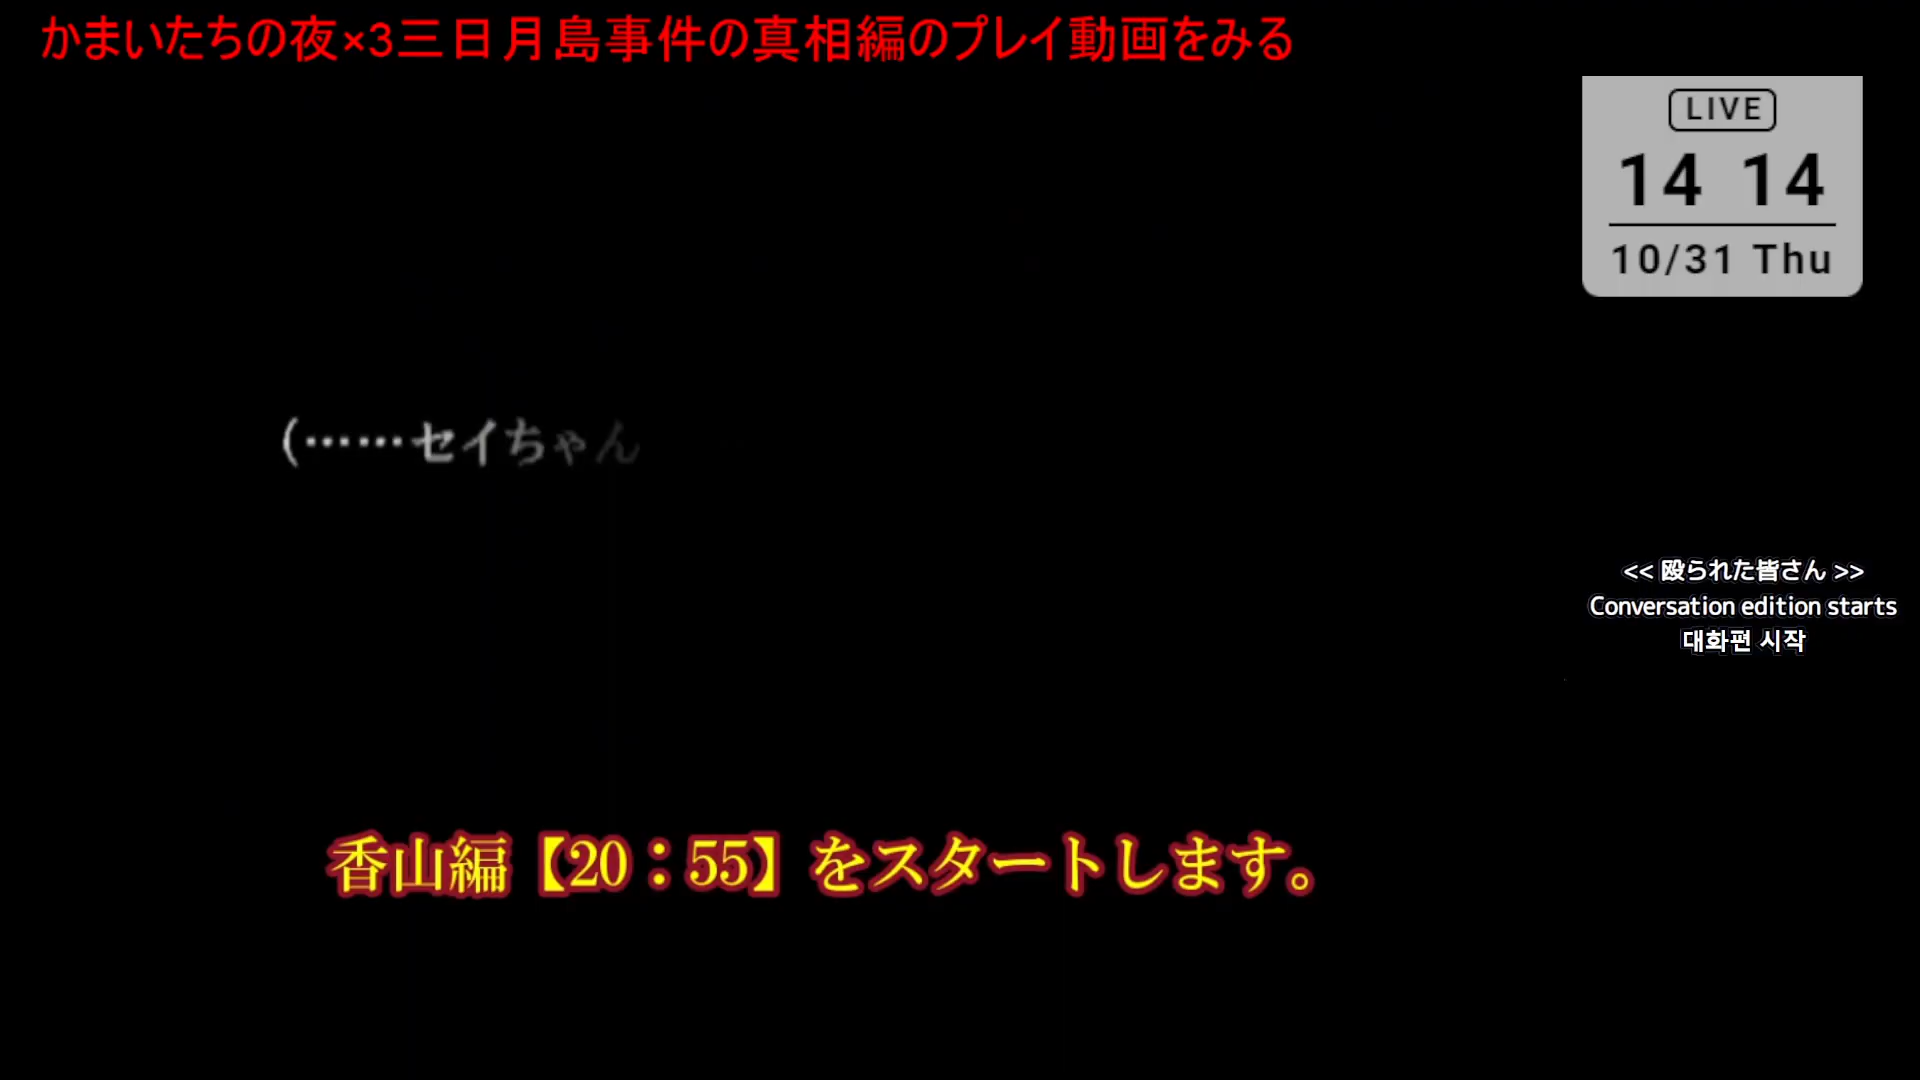 かまいたちの夜×3三日月島事件の真相編のプレイ動画をみる
LIVE
14 14
10/31 Thu
(……セイちゃん
<< 殴られた皆さん >>
Conversation edition starts
대화편 시작
香山編【20：55】をスタートします。